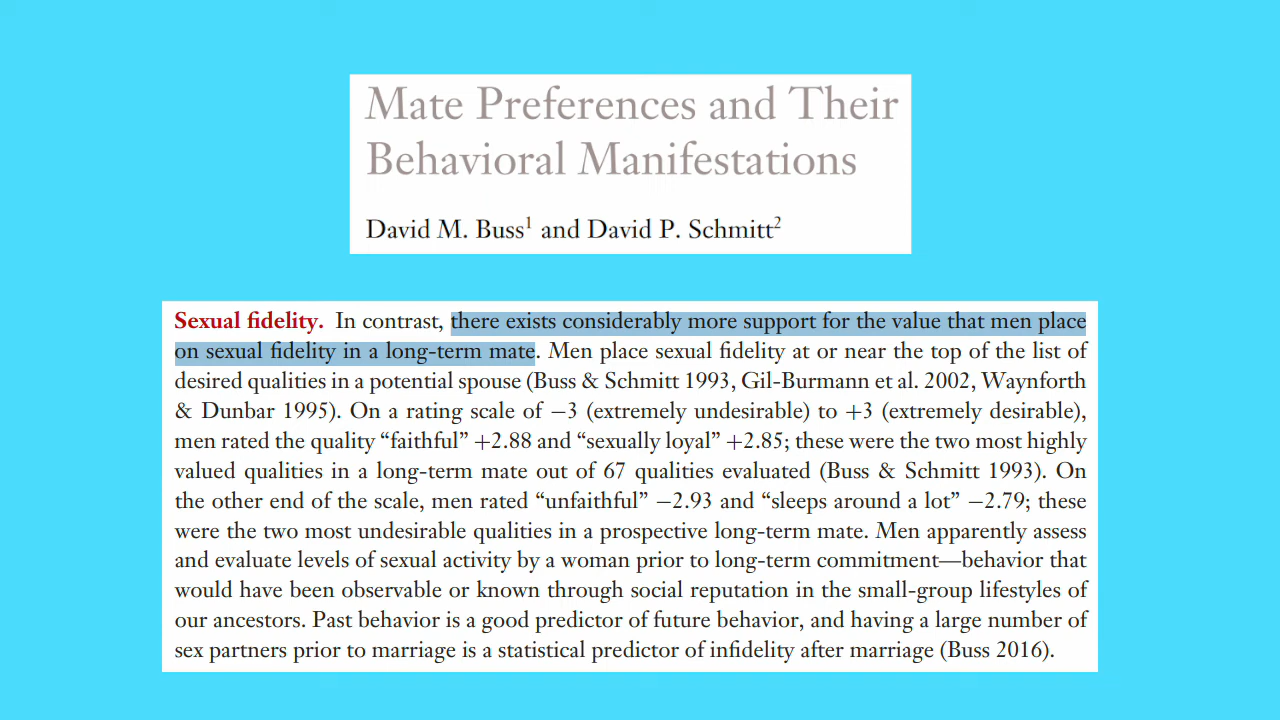 Mate Preferences and Their
Behavioral Manifestations
David M. Buss¹ and David P. Schmitt²
Sexual fidelity. In contrast, there exists considerably more support for the value that men place
on sexual fidelity in a long-term mate. Men place sexual fidelity at or near the top of the list of
desired qualities in a potential spouse (Buss & Schmitt 1993, Gil-Burmann et al. 2002, Waynforth
& Dunbar 1995). On a rating scale of −3 (extremely undesirable) to +3 (extremely desirable),
men rated the quality “faithful” +2.88 and “sexually loyal” +2.85; these were the two most highly
valued qualities in a long-term mate out of 67 qualities evaluated (Buss & Schmitt 1993). On
the other end of the scale, men rated “unfaithful” −2.93 and “sleeps around a lot” −2.79; these
were the two most undesirable qualities in a prospective long-term mate. Men apparently assess
and evaluate levels of sexual activity by a woman prior to long-term commitment—behavior that
would have been observable or known through social reputation in the small-group lifestyles of
our ancestors. Past behavior is a good predictor of future behavior, and having a large number of
sex partners prior to marriage is a statistical predictor of infidelity after marriage (Buss 2016).